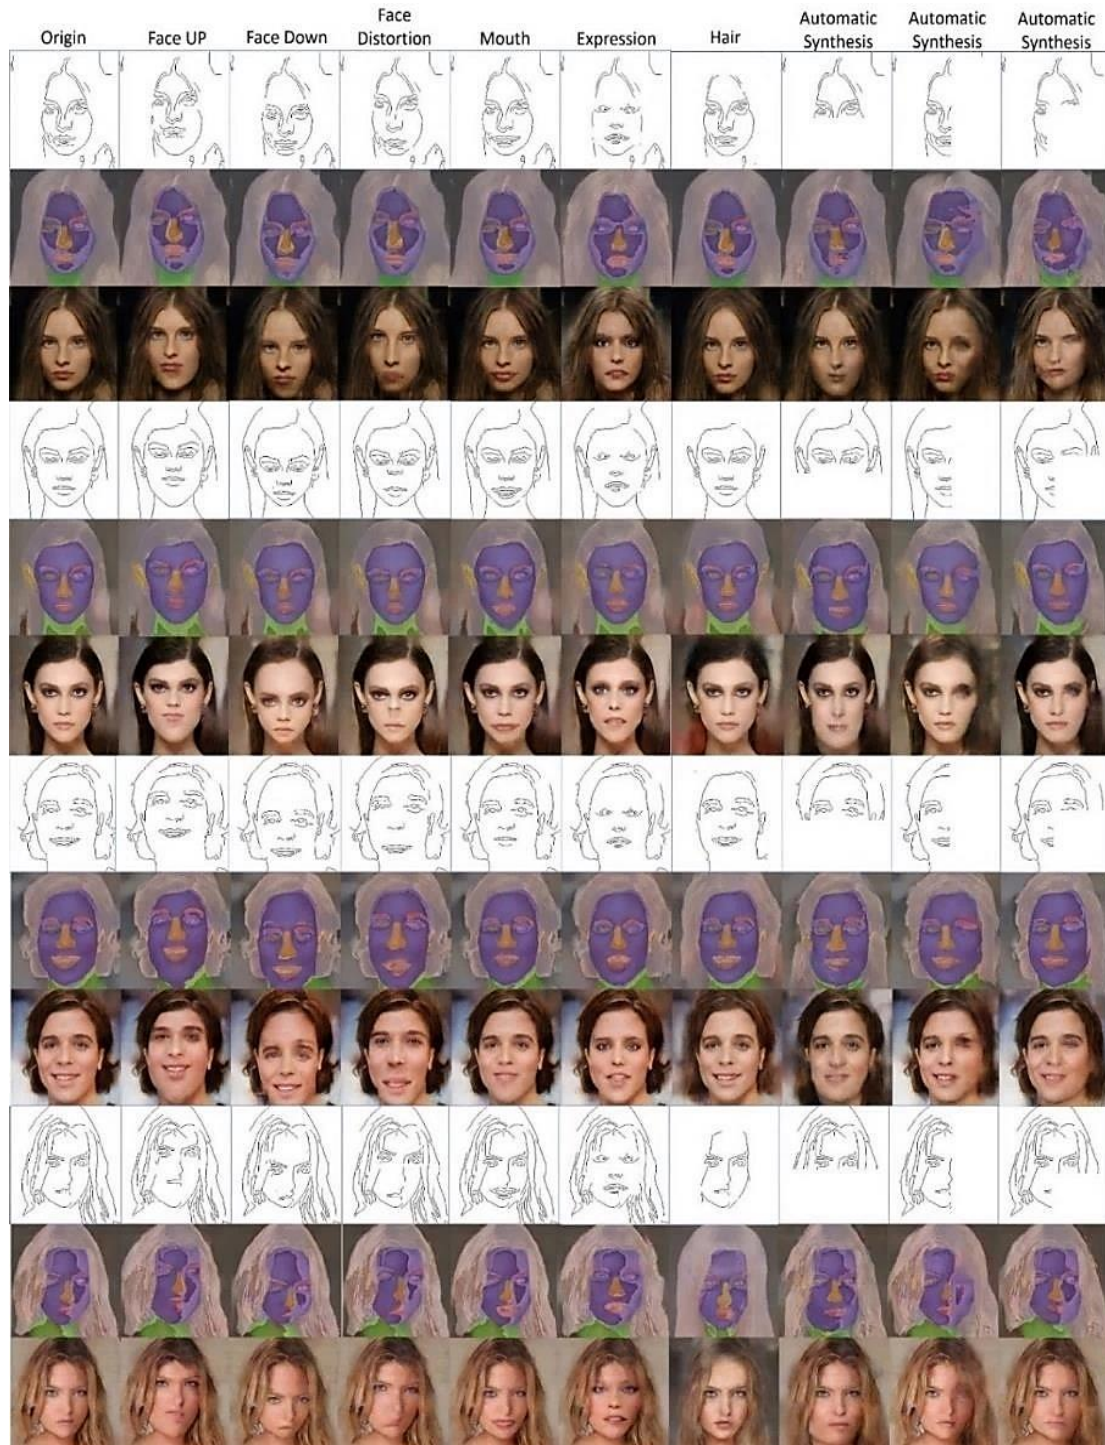 Origin
Face UP
Face Down
Face
Distortion
Mouth
Expression
Hair
Automatic
Synthesis
Automatic
Synthesis
Automatic
Synthesis